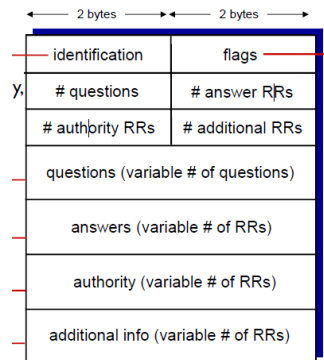 2 bytes 2 bytes
identification flags
y,
# questions # answer RRs
# authority RRs # additional RRs
questions (variable # of questions)
answers (variable # of RRs)
authority (variable # of RRs)
additional info (variable # of RRs)